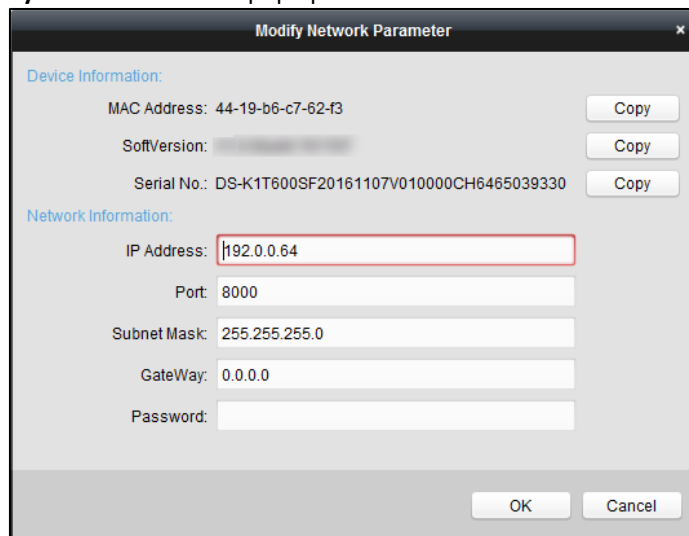 Modify Network Parameter ×
Device Information:
MAC Address: 44-19-b6-c7-62-f3 Copy
SoftVersion: Copy
Serial No.: DS-K1T600SF20161107V010000CH6465039330 Copy
Network Information:
IP Address: 192.0.0.64
Port: 8000
Subnet Mask: 255.255.255.0
GateWay: 0.0.0.0
Password:
OK Cancel